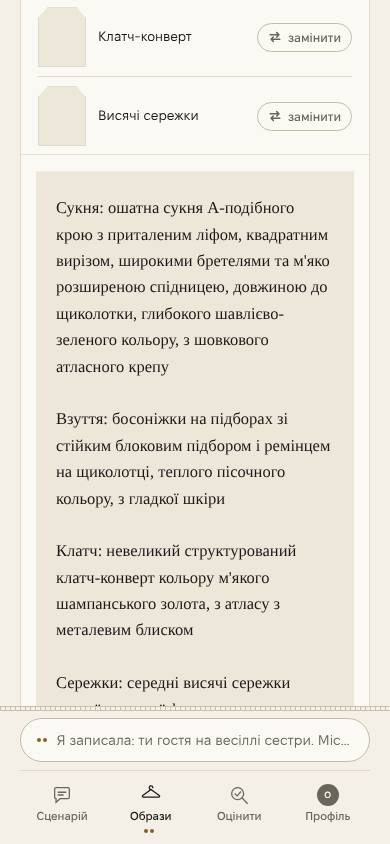 Клатч-конверт
замінити
Висячі сережки
замінити
Сукня: ошатна сукня А-подібного
крою з приталеним ліфом, квадратним
вирізом, широкими бретелями та м'яко
розширеною спідницею, довжиною до
щиколотки, глибокого шавлієво-
зеленого кольору, з шовкового
атласного крепу
Взуття: босоніжки на підборах зі
стійким блоковим підбором і ремінцем
на щиколотці, теплого пісочного
кольору, з гладкої шкіри
Клатч: невеликий структурований
клатч-конверт кольору м'якого
шампанського золота, з атласу з
металевим блиском
Сережки: середні висячі сережки
Я записала: ти гостя на весіллі сестри. Міс...
Сценарій
Образи
Оцінити
О
Профіль